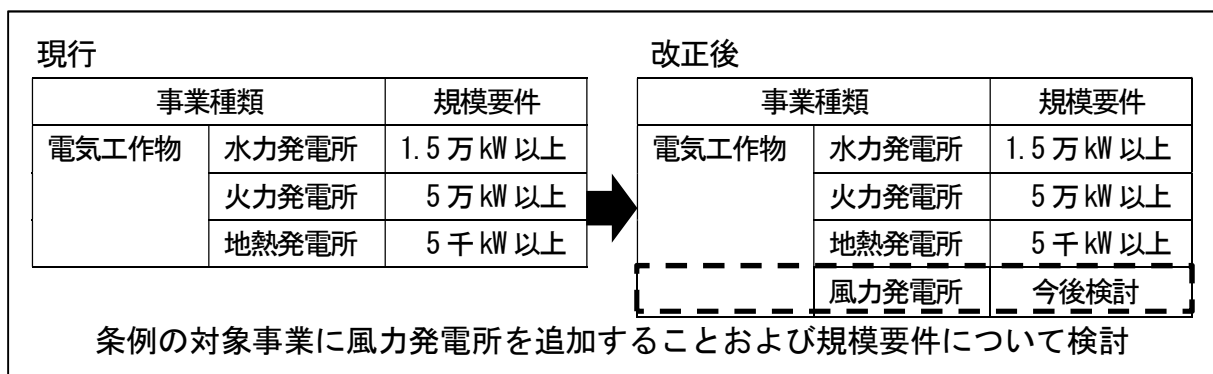 現行
事業種類 規模要件
電気工作物 水力発電所 1.5万kW以上
火力発電所 5万kW以上
地熱発電所 5千kW以上
改正後
事業種類 規模要件
電気工作物 水力発電所 1.5万kW以上
火力発電所 5万kW以上
地熱発電所 5千kW以上
風力発電所 今後検討
条例の対象事業に風力発電所を追加することおよび規模要件について検討